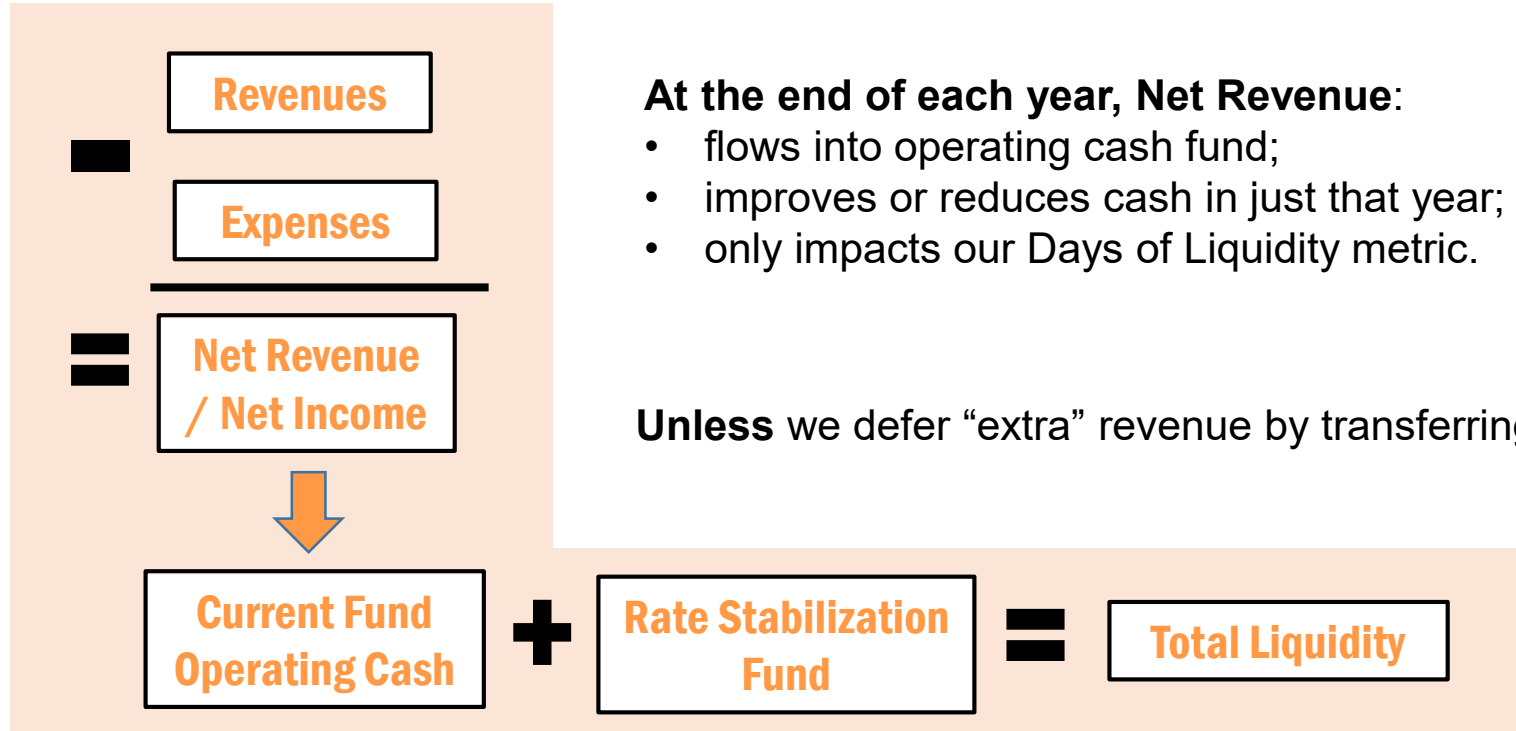 Revenues
Expenses
Net Revenue
/ Net Income
Current Fund
Operating Cash
Rate Stabilization
Fund
Total Liquidity
At the end of each year, Net Revenue:
• flows into operating cash fund;
• improves or reduces cash in just that year;
• only impacts our Days of Liquidity metric.
Unless we defer “extra” revenue by transferring